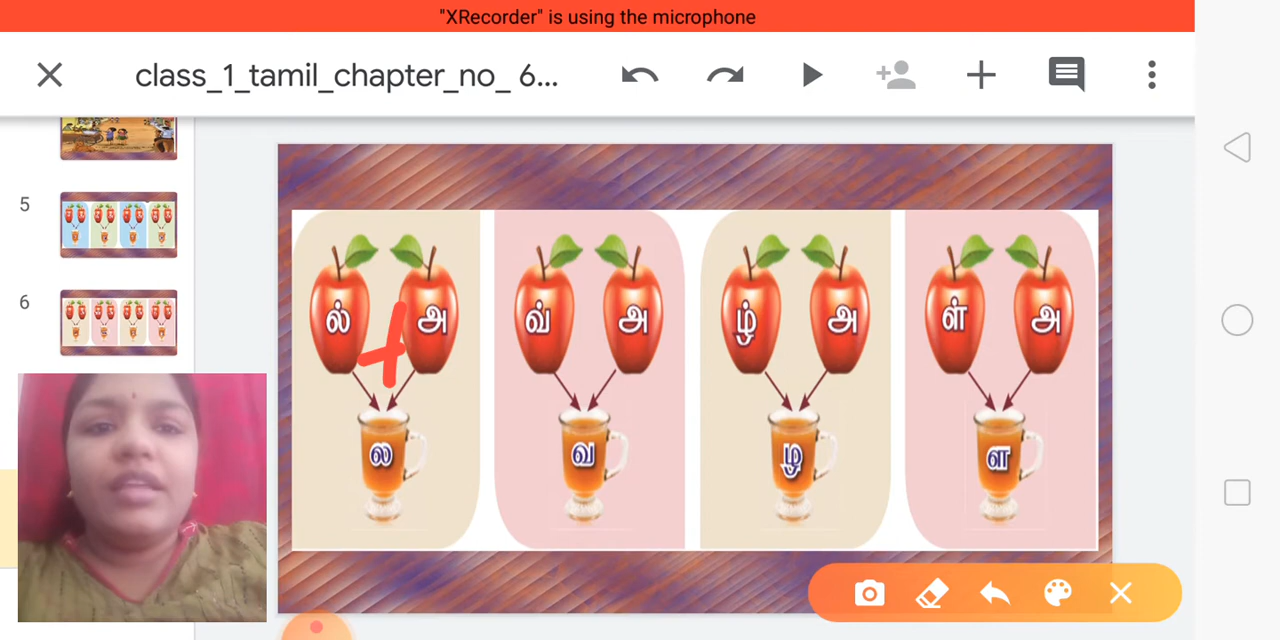 "XRecorder" is using the microphone
class_1_tamil_chapter_no_ 6...
5
6
ல் அ வ் அ ழ் அ ள் அ
ல வ ழ ள